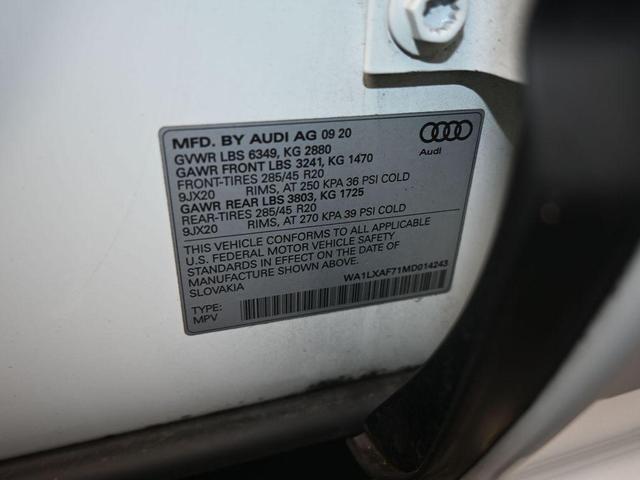 MFD. BY AUDI AG 09 20
GVWR LBS 6349, KG 2880
GAWR FRONT LBS 3241, KG 1470
FRONT-TIRES 285/45 R20
9JX20 RIMS, AT 250 KPA 36 PSI COLD
GAWR REAR LBS 3803, KG 1725
REAR-TIRES 285/45 R20
9JX20 RIMS, AT 270 KPA 39 PSI COLD
Audi
THIS VEHICLE CONFORMS TO ALL APPLICABLE
U.S. FEDERAL MOTOR VEHICLE SAFETY
STANDARDS IN EFFECT ON THE DATE OF
MANUFACTURE SHOWN ABOVE.
SLOVAKIA
WA1LXAF71MD014243
TYPE:
MPV